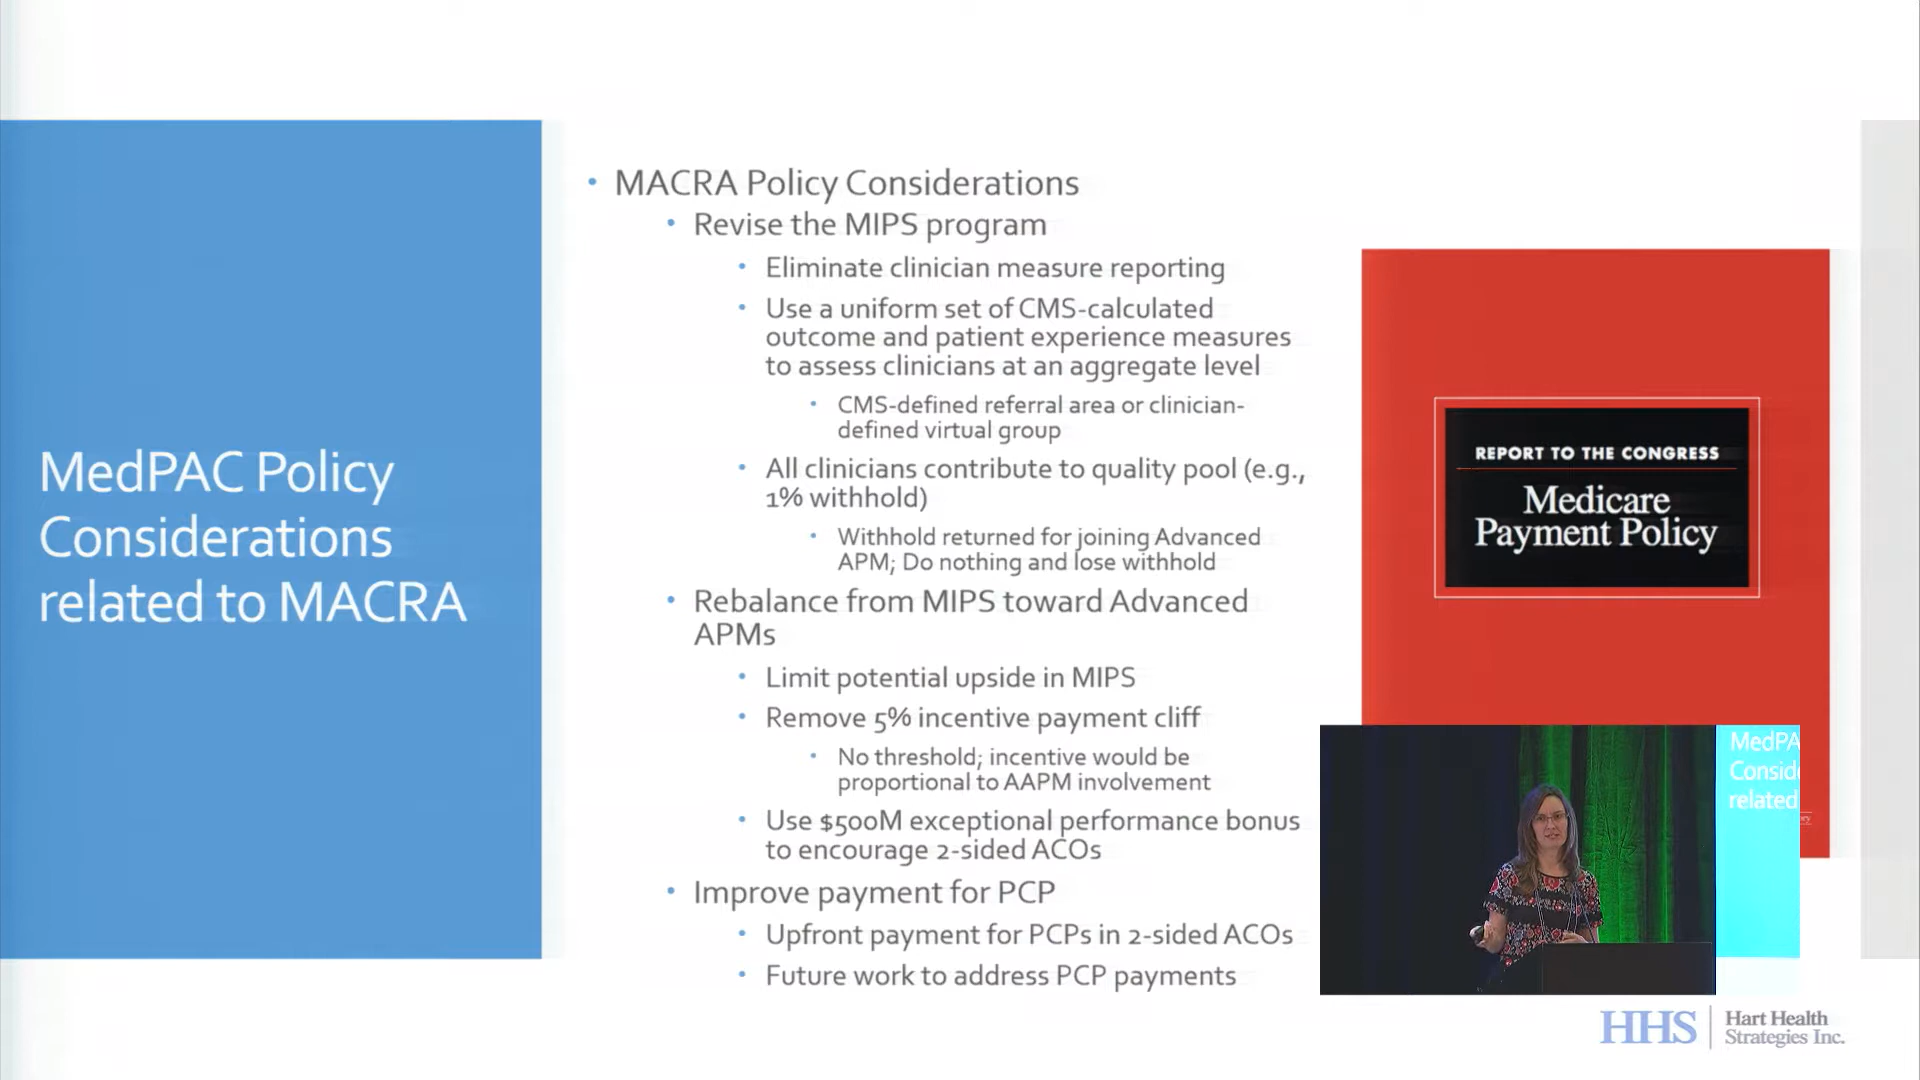 MedPAC Policy
Considerations
related to MACRA
MACRA Policy Considerations
Revise the MIPS program
Eliminate clinician measure reporting
Use a uniform set of CMS-calculated
outcome and patient experience measures
to assess clinicians at an aggregate level
CMS-defined referral area or clinician-
defined virtual group
All clinicians contribute to quality pool (e.g.,
1% withhold)
Withhold returned for joining Advanced
APM; Do nothing and lose withhold
Rebalance from MIPS toward Advanced
APMs
Limit potential upside in MIPS
Remove 5% incentive payment cliff
No threshold; incentive would be
proportional to AAPM involvement
Use $500M exceptional performance bonus
to encourage 2-sided ACOs
Improve payment for PCP
Upfront payment for PCPs in 2-sided ACOs
Future work to address PCP payments
REPORT TO THE CONGRESS
Medicare
Payment Policy
MedPA
Consid
related
HHS
Hart Health
Strategies Inc.